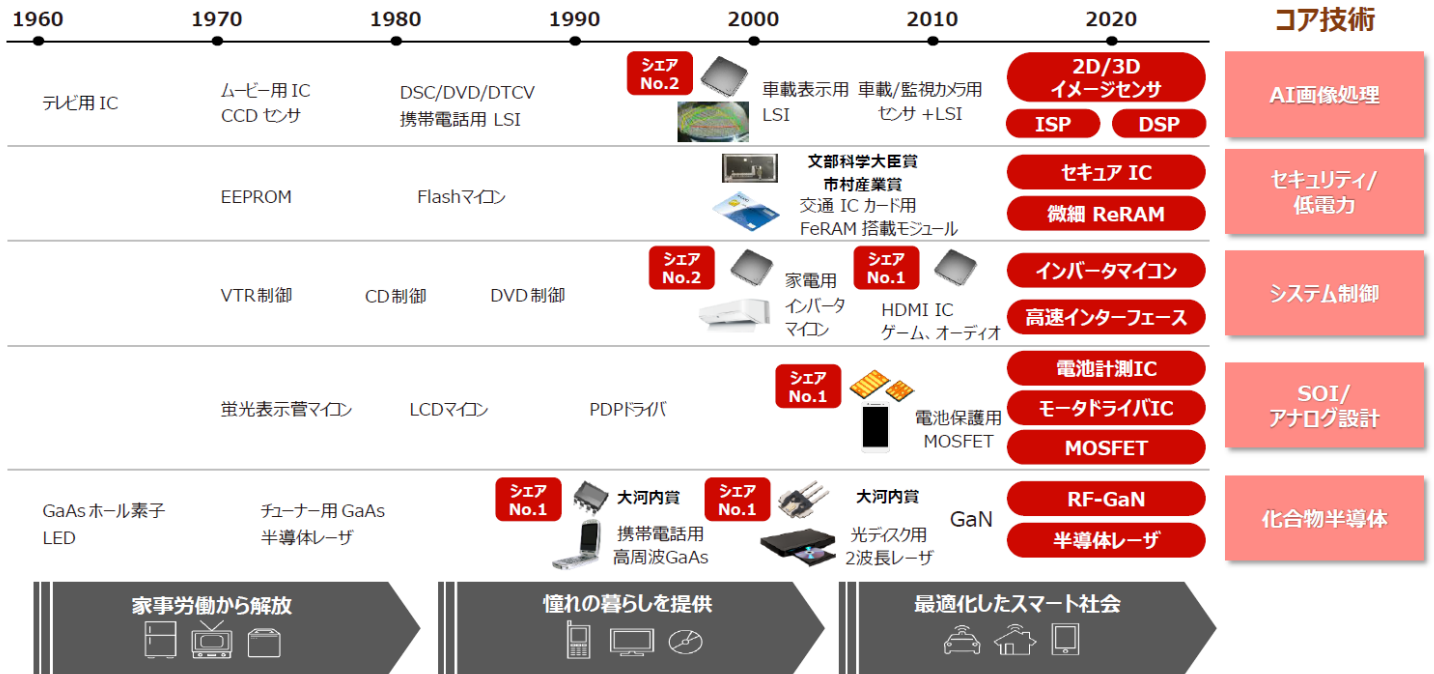 1960 1970 1980 1990 2000 2010 2020 コア技術
テレビ用 IC
ムービー用 IC
CCD センサ
DSC/DVD/DTCV
携帯電話用 LSI
シェア
No.2
車載表示用
LSI
車載/監視カメラ用
センサ +LSI
2D/3D
イメージセンサ
ISP
DSP
AI画像処理
EEPROM
Flashマイコン
文部科学大臣賞
市村産業賞
交通 IC カード用
FeRAM 搭載モジュール
セキュア IC
微細 ReRAM
セキュリティ/
低電力
VTR制御
CD制御
DVD制御
シェア
No.2
家電用
インバータ
マイコン
シェア
No.1
HDMI IC
ゲーム、オーディオ
インバータマイコン
高速インターフェース
システム制御
蛍光表示管マイコン
LCDマイコン
PDPドライバ
シェア
No.1
電池保護用
MOSFET
電池計測IC
モータドライバIC
MOSFET
SOI/
アナログ設計
GaAsホール素子
LED
チューナー用 GaAs
半導体レーザ
シェア
No.1
大河内賞
携帯電話用
高周波GaAs
シェア
No.1
大河内賞
光ディスク用
2波長レーザ
GaN
RF-GaN
半導体レーザ
化合物半導体
家事労働から解放
憧れの暮らしを提供
最適化したスマート社会